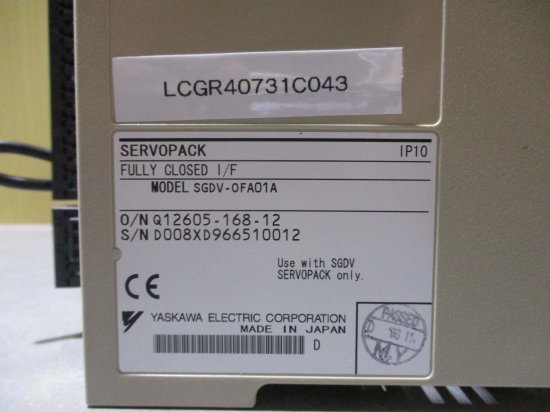 LCGR40731C043
SERVOPACK IP10
FULLY CLOSED I/F
MODEL SGDV-OFA01A
O/N Q12605-168-12
S/N D008XD966510012
Use with SGDV
SERVOPACK only.
CE
YASKAWA ELECTRIC CORPORATION
MADE IN JAPAN
D
PASSED
D
M.Y